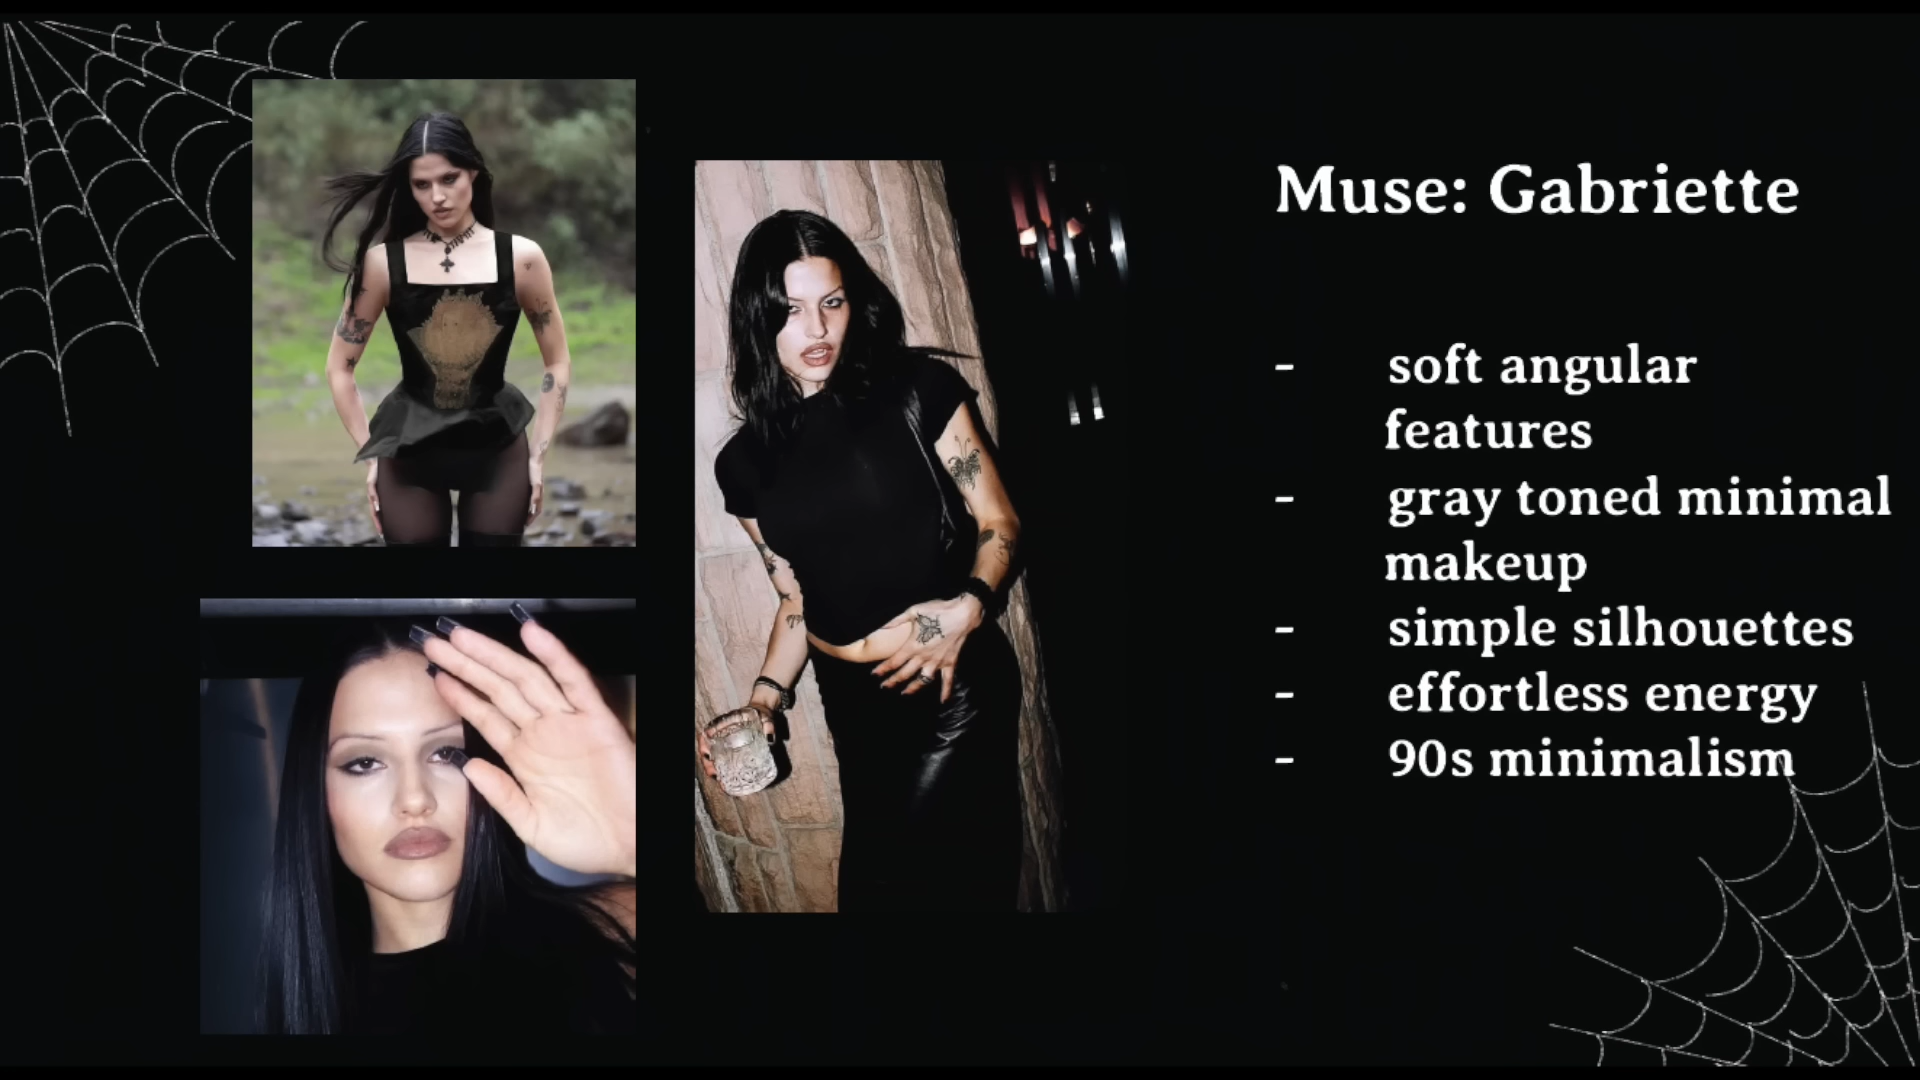 Muse: Gabriette
- soft angular
features
- gray toned minimal
makeup
- simple silhouettes
- effortless energy
- 90s minimalism